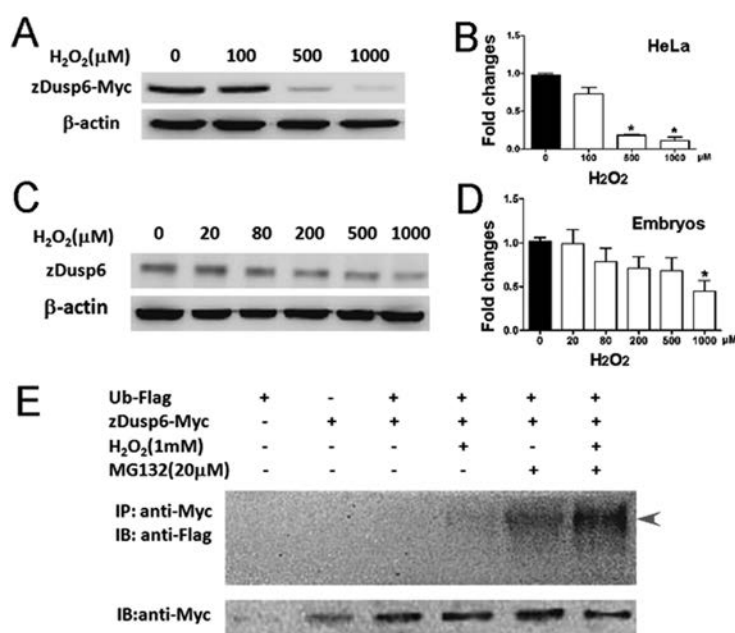 A
H₂O₂(μM) 0 100 500 1000
zDusp6-Myc
β-actin
B
HeLa
Fold changes
1.5
1.0
0.5
0.0
* *
0 100 500 1000 μM
H₂O₂
C
H₂O₂(μM) 0 20 80 200 500 1000
zDusp6
β-actin
D
Embryos
Fold changes
1.5
1.0
0.5
0.0
*
0 20 80 200 500 1000 μM
H₂O₂
E
Ub-Flag + - + + + +
zDusp6-Myc - + + + + +
H₂O₂(1mM) - - - + - +
MG132(20μM) - - - - + +
IP: anti-Myc
IB: anti-Flag
IB:anti-Myc